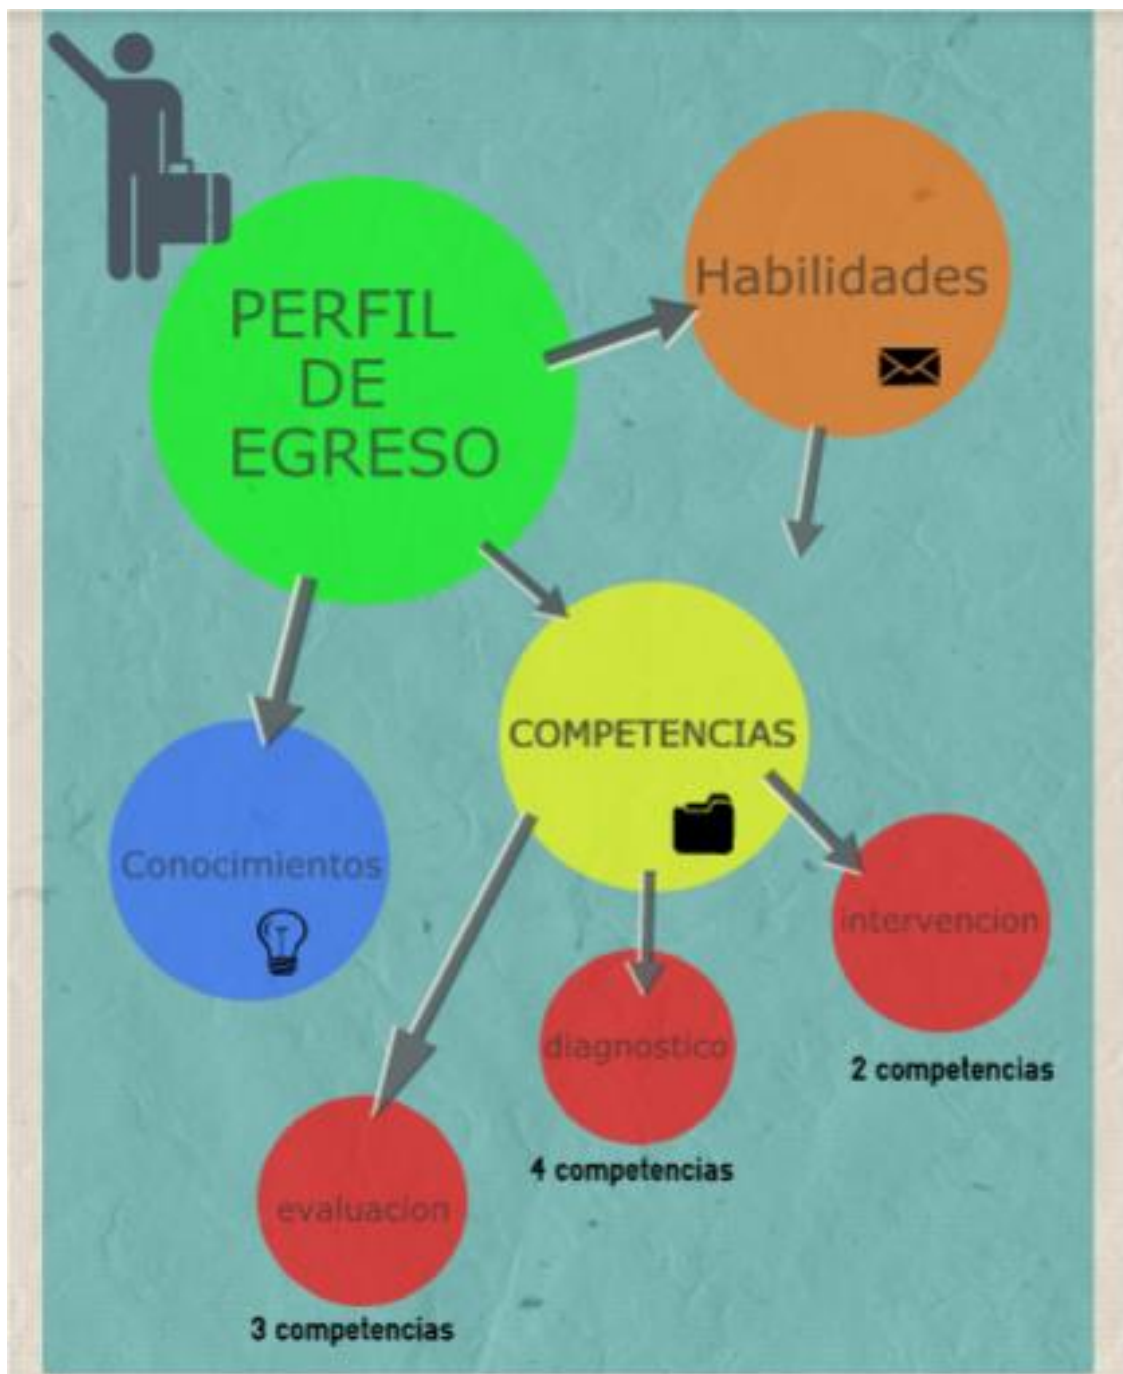 PERFIL
DE
EGRESO
Habilidades
COMPETENCIAS
Conocimientos
intervencion
2 competencias
diagnostico
4 competencias
evaluacion
3 competencias